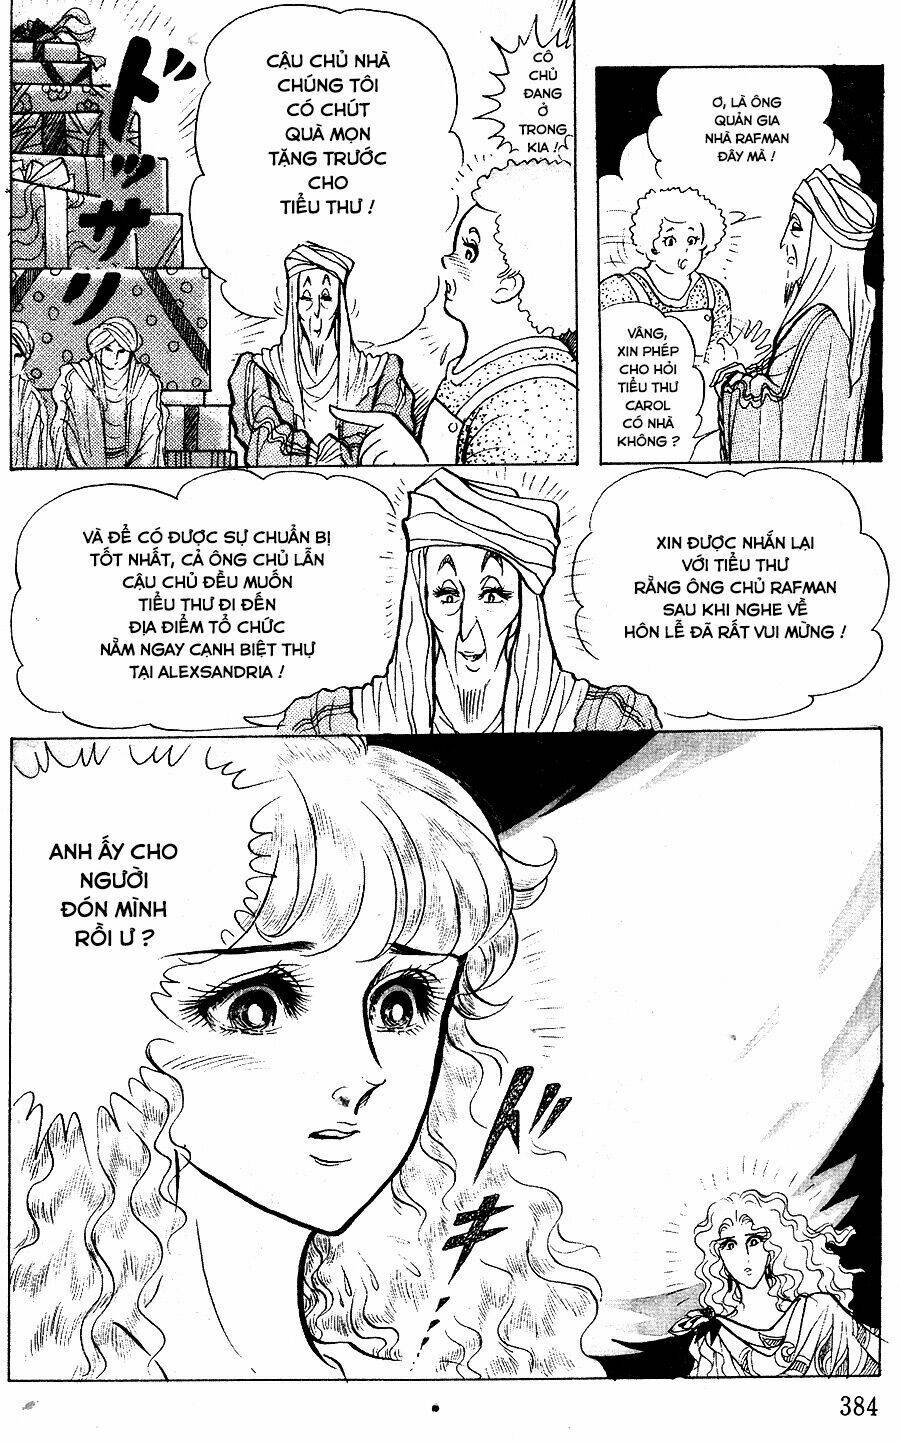 Ơ, LÀ ÔNG
QUẢN GIA
NHÀ RAFMAN
ĐÂY MÀ !
VÂNG,
XIN PHÉP
CHO HỎI
TIỂU THƯ
CAROL
CÓ NHÀ
KHÔNG ?
CÔ
CHỦ
ĐANG
Ở
TRONG
KIA !
CẬU CHỦ NHÀ
CHÚNG TÔI
CÓ CHÚT
QUÀ MỌN
TẶNG TRƯỚC
CHO
TIỂU THƯ !
ドッサリ
XIN ĐƯỢC NHẮN LẠI
VỚI TIỂU THƯ
RẰNG ÔNG CHỦ RAFMAN
SAU KHI NGHE VỀ
HÔN LỄ ĐÃ RẤT VUI MỪNG !
VÀ ĐỂ CÓ ĐƯỢC SỰ CHUẨN BỊ
TỐT NHẤT, CẢ ÔNG CHỦ LẪN
CẬU CHỦ ĐỀU MUỐN
TIỂU THƯ ĐI ĐẾN
ĐỊA ĐIỂM TỔ CHỨC
NẰM NGAY CẠNH BIỆT THỰ
TẠI ALEXSANDRIA !
ANH ẤY CHO
NGƯỜI
ĐÓN MÌNH
RỒI Ư ?
ドキ
384